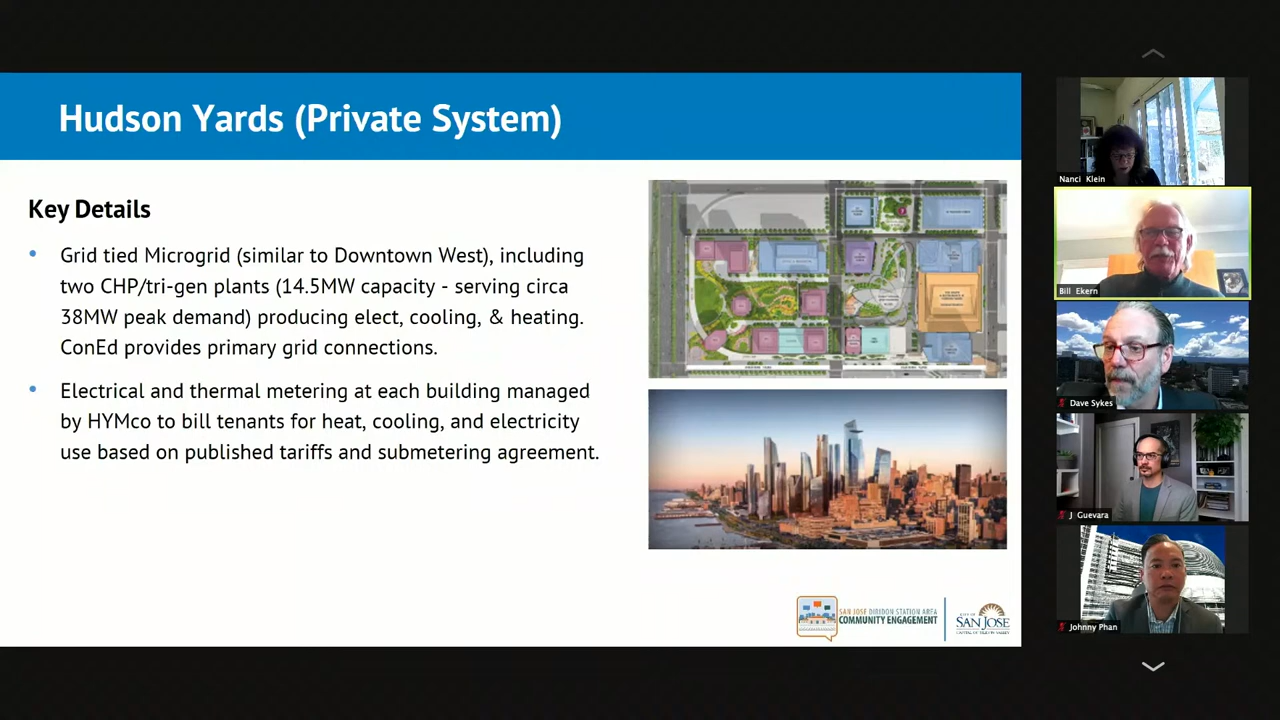 Hudson Yards (Private System)
Key Details
• Grid tied Microgrid (similar to Downtown West), including
two CHP/tri-gen plants (14.5MW capacity - serving circa
38MW peak demand) producing elect, cooling, & heating.
ConEd provides primary grid connections.
• Electrical and thermal metering at each building managed
by HYMco to bill tenants for heat, cooling, and electricity
use based on published tariffs and submetering agreement.
SAN JOSE DIRIDON STATION AREA
COMMUNITY ENGAGEMENT
CITY OF
SAN JOSE
CAPITAL OF SILICON VALLEY
Nanci Klein
Bill Ekern
Dave Sykes
J Guevara
Johnny Phan